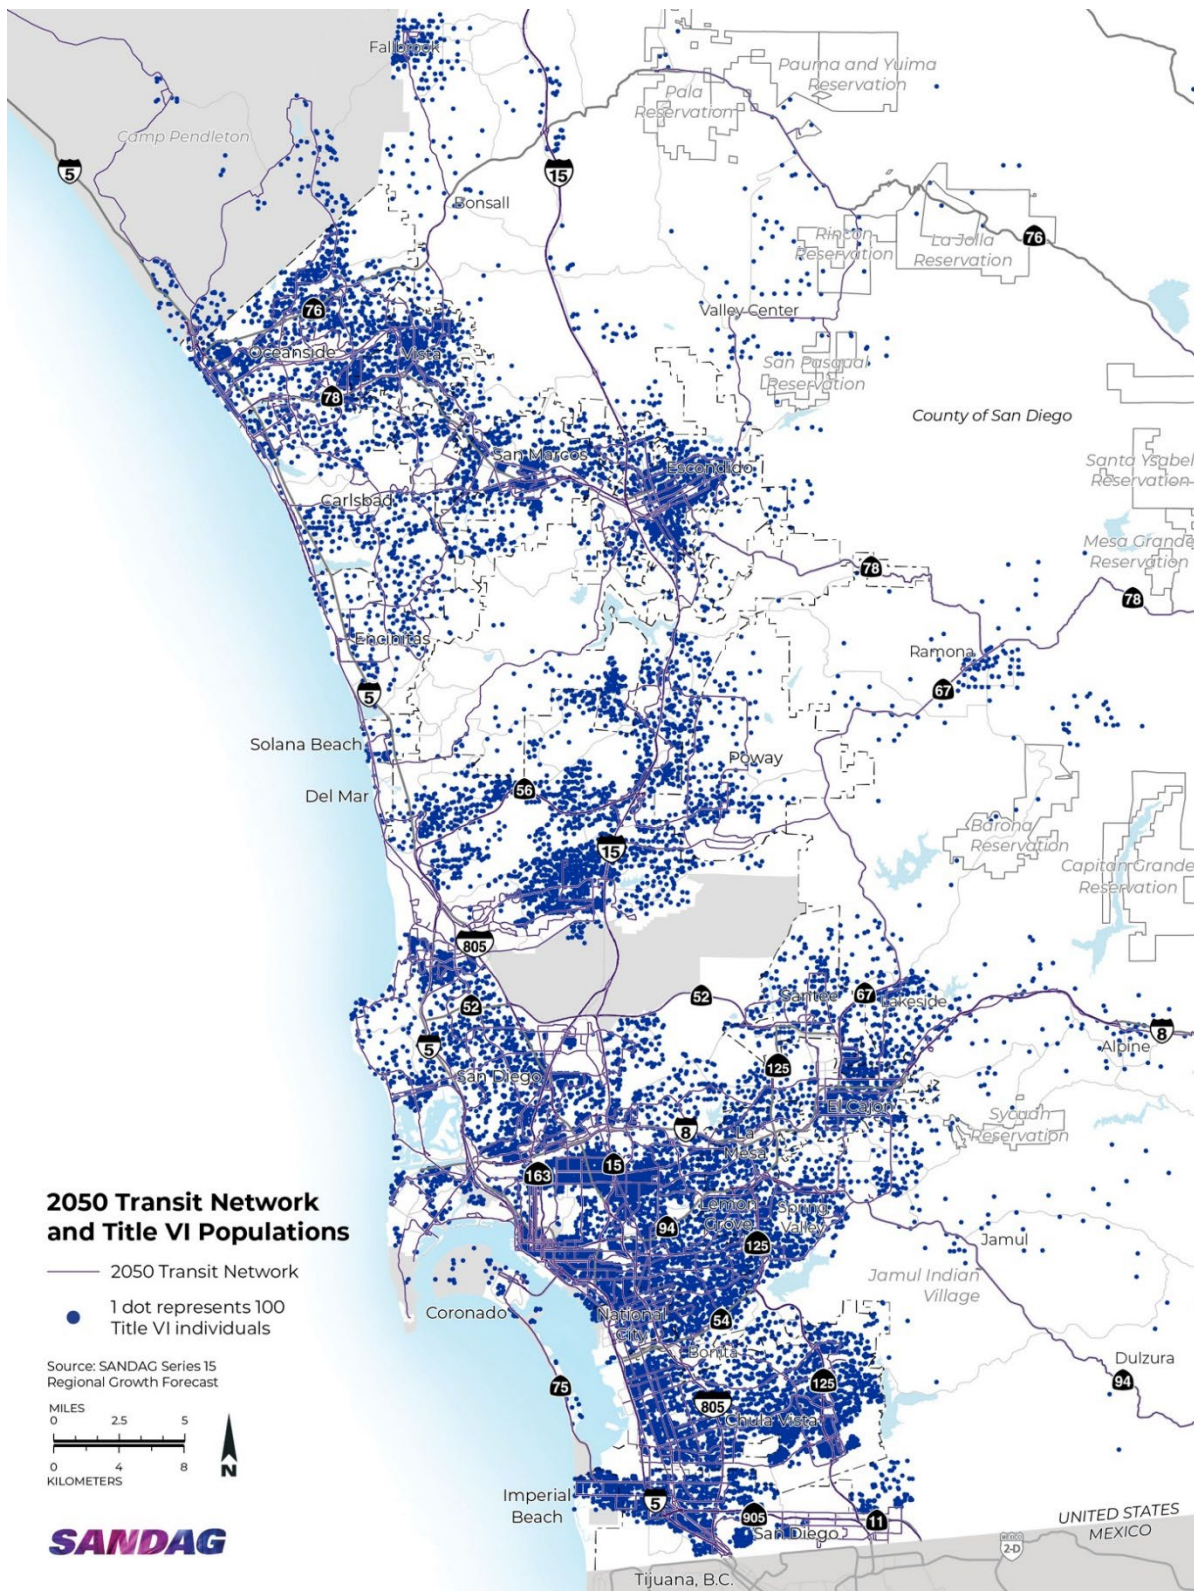 Fallbrook
Pauma and Yuima
Reservation
Pala
Reservation
Camp Pendleton
5
15
Bonsall
Rincon
Reservation
La Jolla
Reservation
76
76
Valley Center
Oceanside
Vista
San Pasqual
Reservation
78
County of San Diego
San Marcos
Escondido
Santa Ysabel
Reservation
Carlsbad
Mesa Grande
Reservation
78
78
Encinitas
Ramona
5
67
Solana Beach
Poway
Del Mar
56
15
Barona
Reservation
Capitan Grande
Reservation
805
52
Santee
67
Lakeside
52
5
8
Alpine
San Diego
125
El Cajon
Sycuan
Reservation
8
La
Mesa
163
15
2050 Transit Network
and Title VI Populations
Lemon
Grove
Spring
Valley
94
125
Jamul
2050 Transit Network
Jamul Indian
Village
1 dot represents 100
Title VI individuals
Coronado
National
City
54
Bonita
Source: SANDAG Series 15
Regional Growth Forecast
Dulzura
94
75
125
805
Chula Vista
MILES
0 2.5 5
0 4 8
KILOMETERS
N
Imperial
Beach
5
905
San Diego
11
UNITED STATES
MEXICO
SANDAG
MEXICO
2-D
Tijuana, B.C.